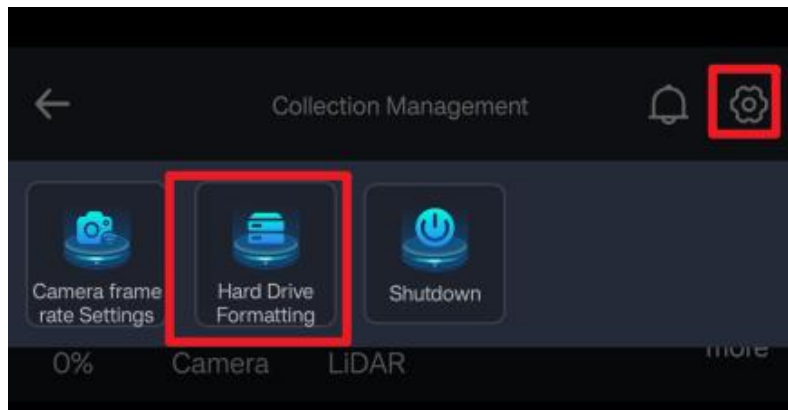 Collection Management
Camera frame
rate Settings
Hard Drive
Formatting
Shutdown
0%
Camera
LiDAR
more